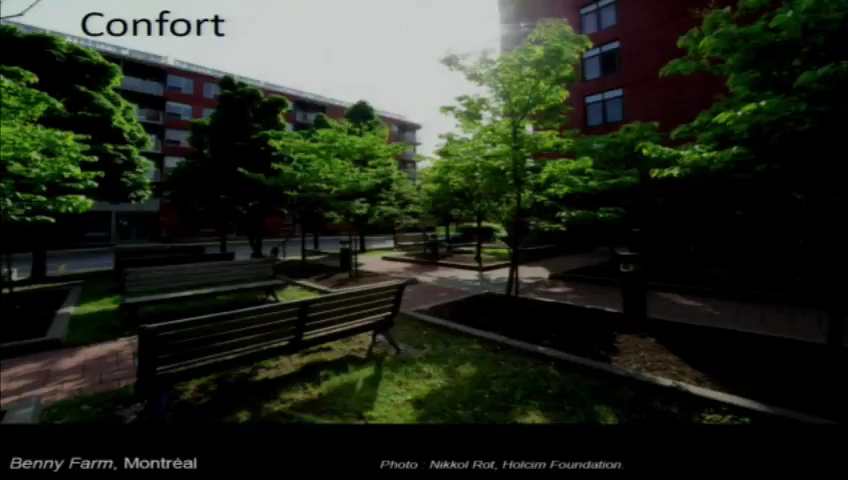 Confort
Benny Farm, Montréal
Photo : Nikkol Rot, Holcim Foundation.